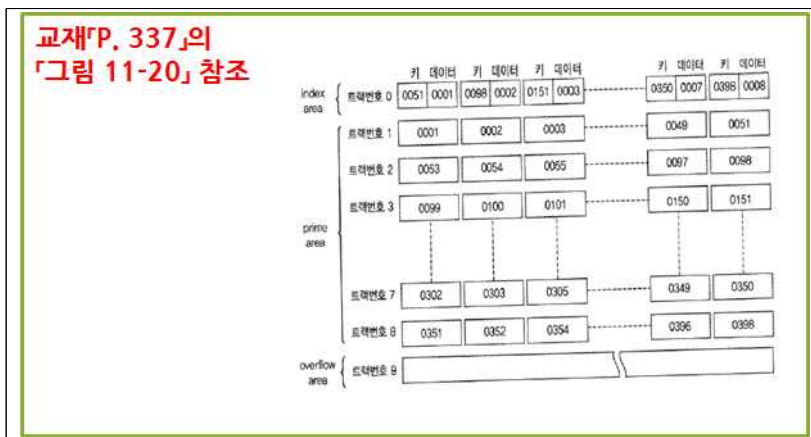 교재「P. 337」의
「그림 11-20」 참조
키 데이터 키 데이터 키 데이터 키 데이터 키 데이터
index area 트랙번호 0 0051 0001 0098 0002 0151 0003 0350 0007 0398 0008
prime area
트랙번호 1 0001 0002 0003 0049 0051
트랙번호 2 0053 0054 0055 0097 0098
트랙번호 3 0099 0100 0101 0150 0151
트랙번호 7 0302 0303 0305 0349 0350
트랙번호 8 0351 0352 0354 0396 0398
overflow area 트랙번호 9